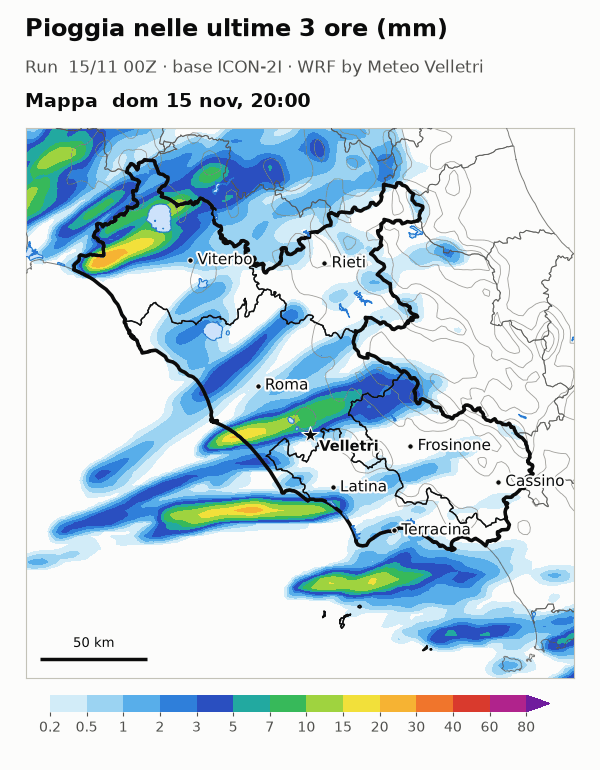 Pioggia nelle ultime 3 ore (mm)
Run 15/11 00Z · base ICON-2I · WRF by Meteo Velletri
Mappa dom 15 nov, 20:00
Viterbo
Rieti
Roma
Velletri
Frosinone
Latina
Cassino
Terracina
50 km
0.2 0.5 1 2 3 5 7 10 15 20 30 40 60 80